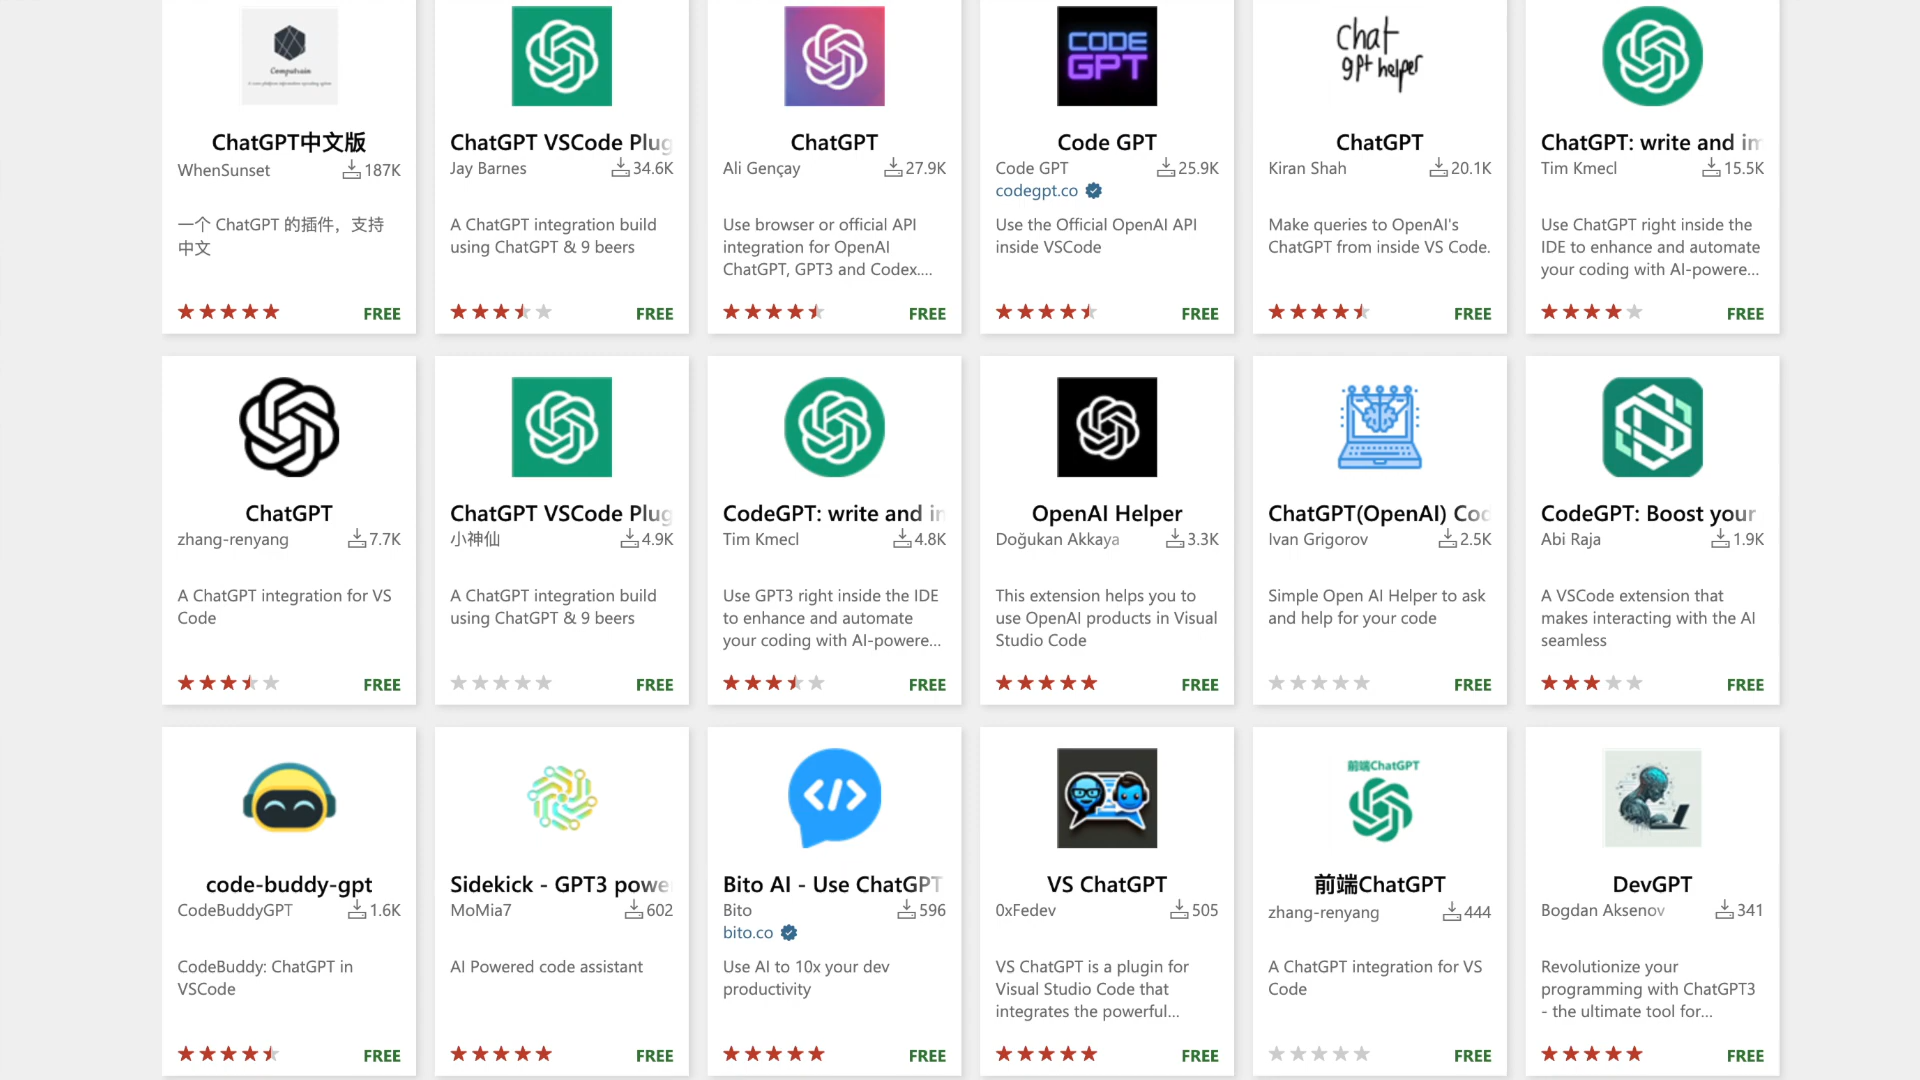 Computrain
CODE
GPT
Chat
gpt helper
ChatGPT中文版
ChatGPT VSCode Plug
ChatGPT
Code GPT
ChatGPT
ChatGPT: write and im
WhenSunset 187K
Jay Barnes 34.6K
Ali Gençay 27.9K
Code GPT 25.9K
Kiran Shah 20.1K
Tim Kmecl 15.5K
codegpt.co
一个 ChatGPT 的插件，支持
中文
A ChatGPT integration build
using ChatGPT & 9 beers
Use browser or official API
integration for OpenAI
ChatGPT, GPT3 and Codex....
Use the Official OpenAI API
inside VSCode
Make queries to OpenAI's
ChatGPT from inside VS Code.
Use ChatGPT right inside the
IDE to enhance and automate
your coding with AI-powere...
FREE
FREE
FREE
FREE
FREE
FREE
ChatGPT
ChatGPT VSCode Plug
CodeGPT: write and in
OpenAI Helper
ChatGPT(OpenAI) Coc
CodeGPT: Boost your
zhang-renyang 7.7K
小神仙 4.9K
Tim Kmecl 4.8K
Doğukan Akkaya 3.3K
Ivan Grigorov 2.5K
Abi Raja 1.9K
A ChatGPT integration for VS
Code
A ChatGPT integration build
using ChatGPT & 9 beers
Use GPT3 right inside the IDE
to enhance and automate
your coding with AI-powere...
This extension helps you to
use OpenAI products in Visual
Studio Code
Simple Open AI Helper to ask
and help for your code
A VSCode extension that
makes interacting with the AI
seamless
FREE
FREE
FREE
FREE
FREE
FREE
前端ChatGPT
code-buddy-gpt
Sidekick - GPT3 powe
Bito AI - Use ChatGPT
VS ChatGPT
前端ChatGPT
DevGPT
CodeBuddyGPT 1.6K
MoMia7 602
Bito 596
0xFedev 505
zhang-renyang 444
Bogdan Aksenov 341
bito.co
CodeBuddy: ChatGPT in
VSCode
AI Powered code assistant
Use AI to 10x your dev
productivity
VS ChatGPT is a plugin for
Visual Studio Code that
integrates the powerful...
A ChatGPT integration for VS
Code
Revolutionize your
programming with ChatGPT3
- the ultimate tool for...
FREE
FREE
FREE
FREE
FREE
FREE